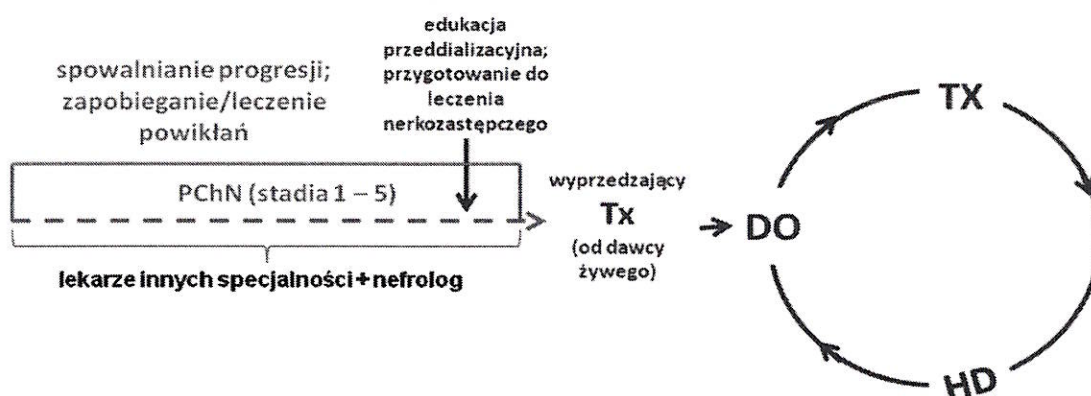 edukacja
przeddializacyjna;
przygotowanie do
leczenia
nerkozastępczego
spowalnianie progresji;
zapobieganie/leczenie
powikłań
PChN (stadia 1 – 5)
lekarze innych specjalności + nefrolog
wyprzedzający
Tx
(od dawcy
żywego)
DO
TX
HD